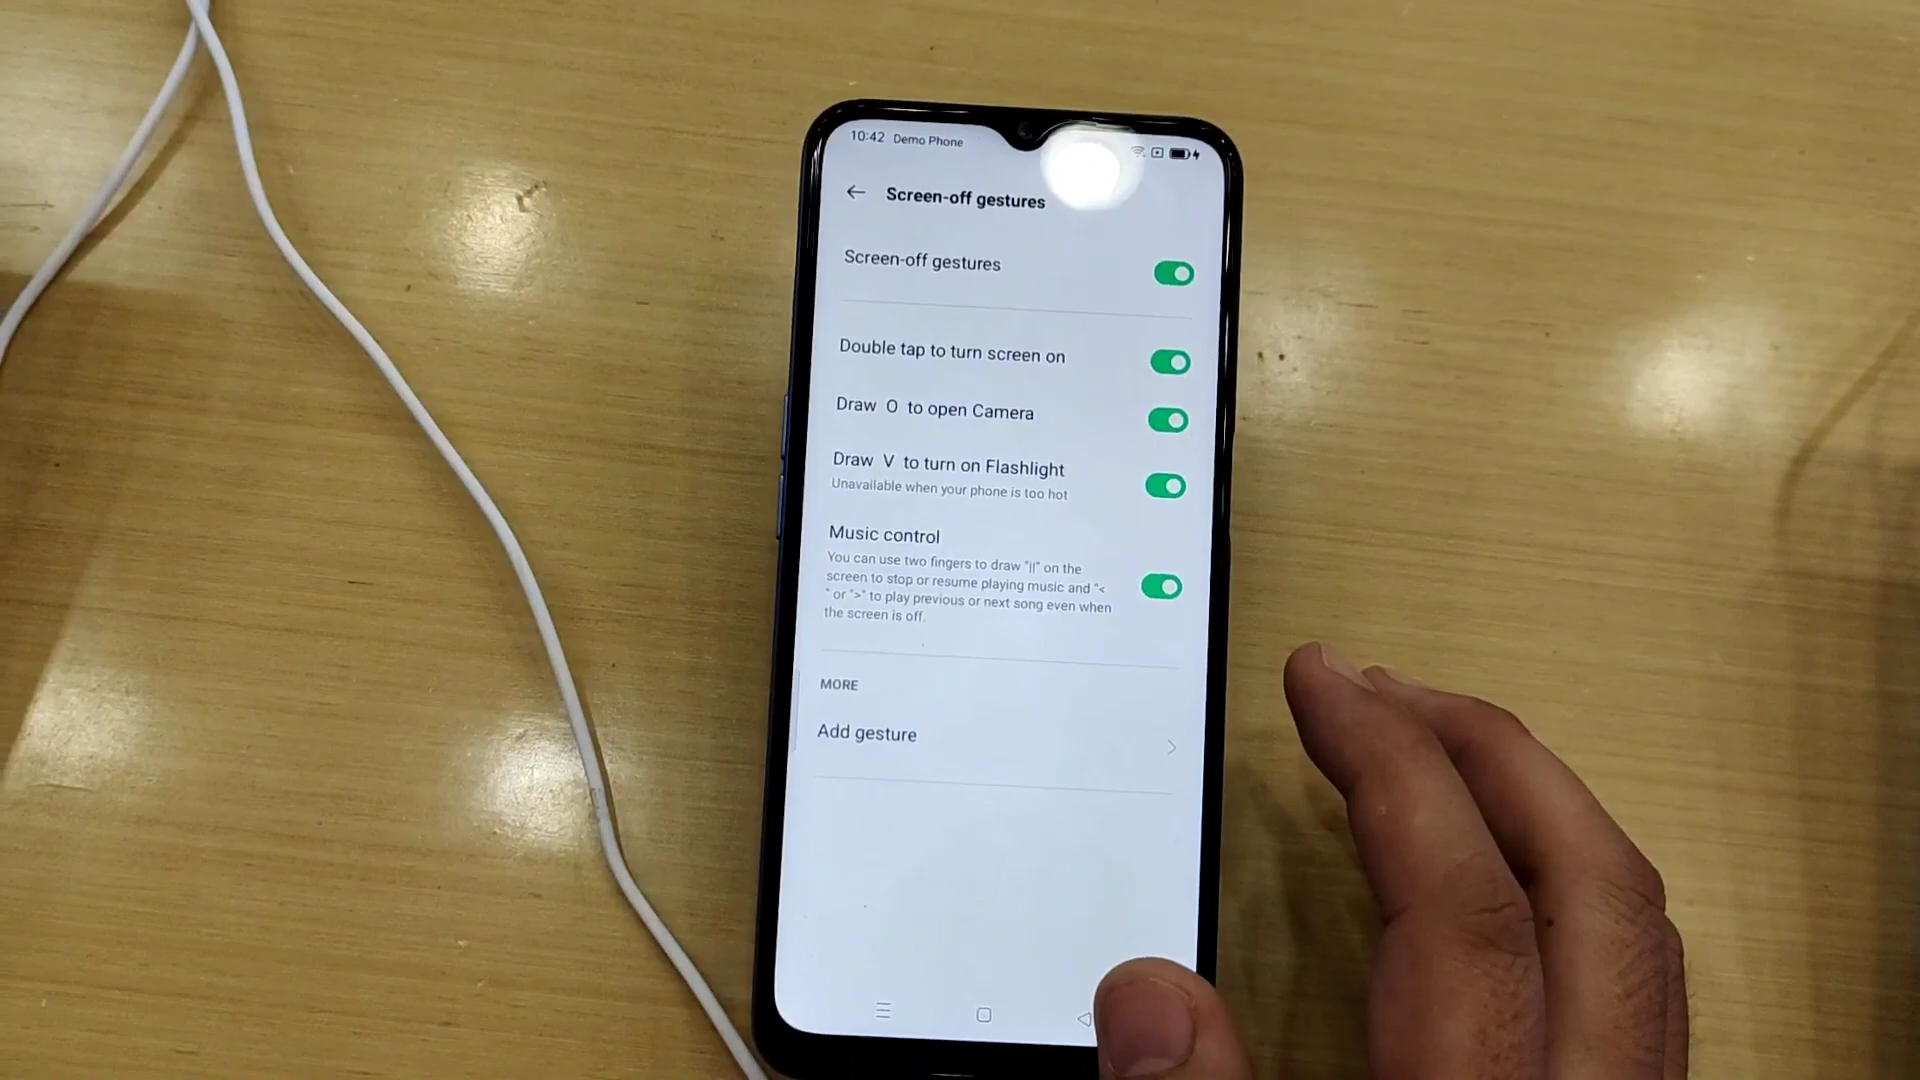 10:42 Demo Phone
Screen-off gestures
Screen-off gestures
Double tap to turn screen on
Draw O to open Camera
Draw V to turn on Flashlight
Unavailable when your phone is too hot
Music control
You can use two fingers to draw "||" on the
screen to stop or resume playing music and "<
" or ">" to play previous or next song even when
the screen is off.
MORE
Add gesture